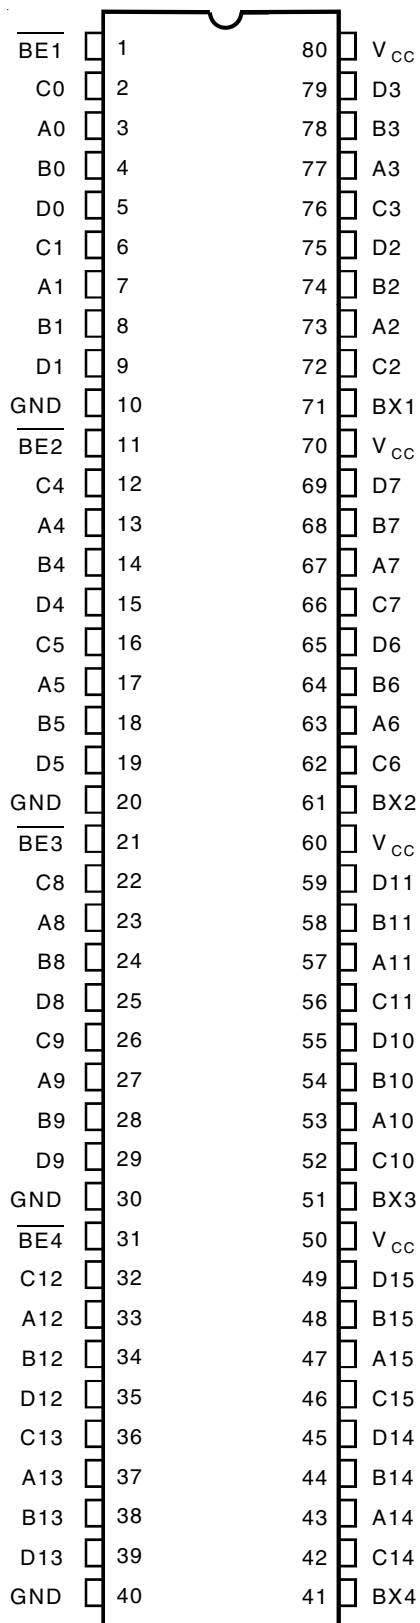 BE1 1 80 VCC
C0 2 79 D3
A0 3 78 B3
B0 4 77 A3
D0 5 76 C3
C1 6 75 D2
A1 7 74 B2
B1 8 73 A2
D1 9 72 C2
GND 10 71 BX1
BE2 11 70 VCC
C4 12 69 D7
A4 13 68 B7
B4 14 67 A7
D4 15 66 C7
C5 16 65 D6
A5 17 64 B6
B5 18 63 A6
D5 19 62 C6
GND 20 61 BX2
BE3 21 60 VCC
C8 22 59 D11
A8 23 58 B11
B8 24 57 A11
D8 25 56 C11
C9 26 55 D10
A9 27 54 B10
B9 28 53 A10
D9 29 52 C10
GND 30 51 BX3
BE4 31 50 VCC
C12 32 49 D15
A12 33 48 B15
B12 34 47 A15
D12 35 46 C15
C13 36 45 D14
A13 37 44 B14
B13 38 43 A14
D13 39 42 C14
GND 40 41 BX4